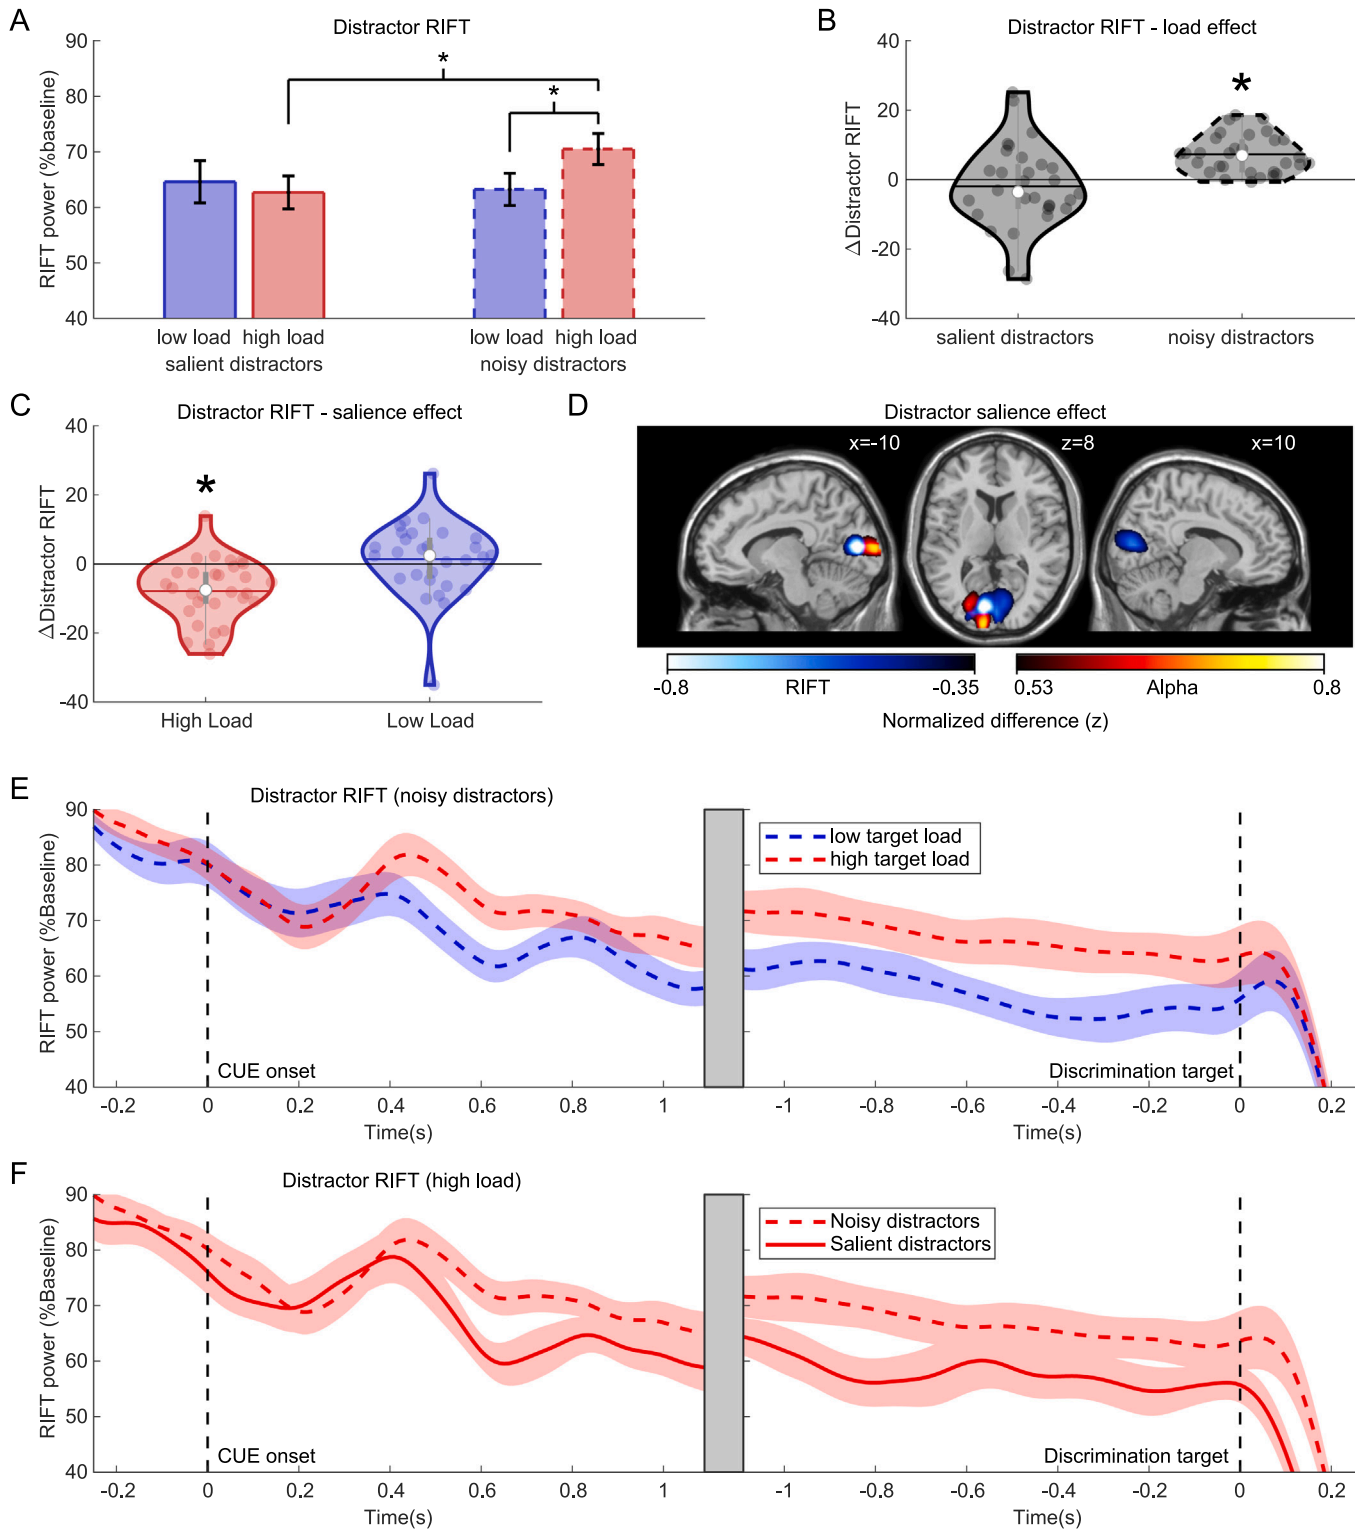 A
Distractor RIFT
90
80
70
60
50
40
RIFT power (%baseline)
*
*
low load high load low load high load
salient distractors noisy distractors
B
Distractor RIFT - load effect
40
20
0
-20
-40
ΔDistractor RIFT
*
salient distractors noisy distractors
C
Distractor RIFT - salience effect
40
20
0
-20
-40
ΔDistractor RIFT
*
High Load Low Load
D
Distractor salience effect
x=-10 z=8 x=10
-0.8 RIFT -0.35 0.53 Alpha 0.8
Normalized difference (z)
E
Distractor RIFT (noisy distractors)
90
80
70
60
50
40
RIFT power (%Baseline)
low target load
high target load
CUE onset Discrimination target
-0.2 0 0.2 0.4 0.6 0.8 1 -1 -0.8 -0.6 -0.4 -0.2 0 0.2
Time(s) Time(s)
F
Distractor RIFT (high load)
90
80
70
60
50
40
RIFT power (%Baseline)
Noisy distractors
Salient distractors
CUE onset Discrimination target
-0.2 0 0.2 0.4 0.6 0.8 1 -1 -0.8 -0.6 -0.4 -0.2 0 0.2
Time(s) Time(s)